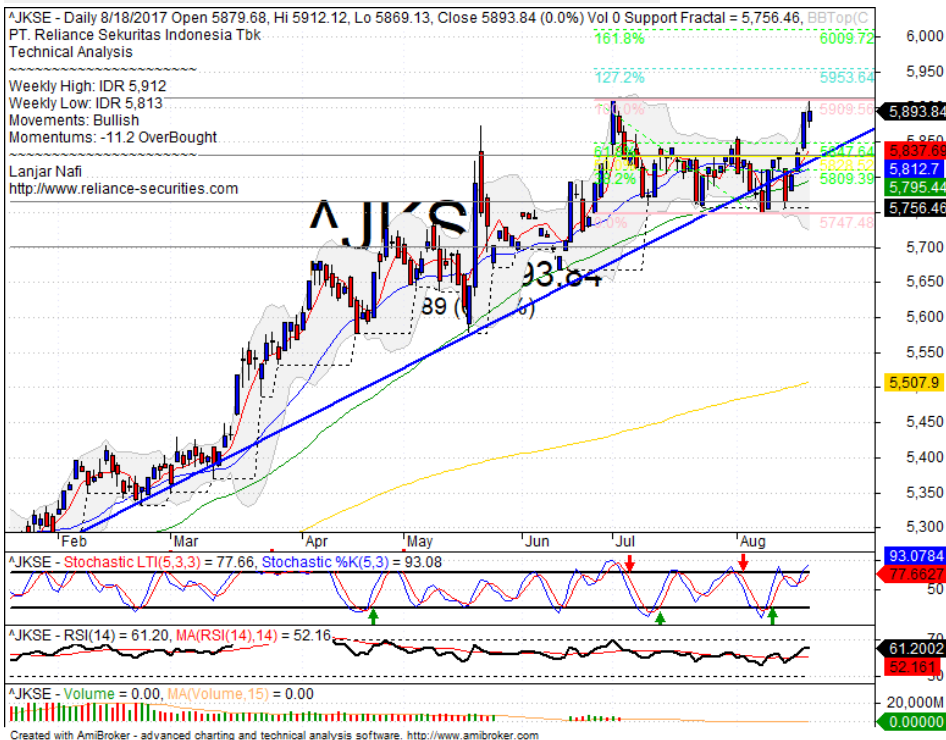 ^JKSE - Daily 8/18/2017 Open 5879.68, Hi 5912.12, Lo 5869.13, Close 5893.84 (0.0%) Vol 0 Support Fractal = 5,756.46, BBTop(C
PT. Reliance Sekuritas Indonesia Tbk
Technical Analysis
~~~~~~~~~~~~~~~~~~~~~~
Weekly High: IDR 5,912
Weekly Low: IDR 5,813
Movements: Bullish
Momentums: -11.2 OverBought
~~~~~~~~~~~~~~~~~~~~~~
Lanjar Nafi
http://www.reliance-securities.com
161.8% 6009.72
127.2% 5953.64
5909.56
5847.64
5809.39
5747.48
^JKSE
93.84
6,000
5,950
5,893.84
5,837.69
5,812.7
5,795.44
5,756.46
5,700
5,650
5,600
5,550
5,507.9
5,450
5,400
5,350
5,300
Feb Mar Apr May Jun Jul Aug
^JKSE - Stochastic LTI(5,3,3) = 77.66, Stochastic %K(5,3) = 93.08
93.0784
77.6627
50
^JKSE - RSI(14) = 61.20, MA(RSI(14),14) = 52.16
70
61.2002
52.161
30
^JKSE - Volume = 0.00, MA(Volume,15) = 0.00
20,000M
0.00000
Created with AmiBroker - advanced charting and technical analysis software. http://www.amibroker.com